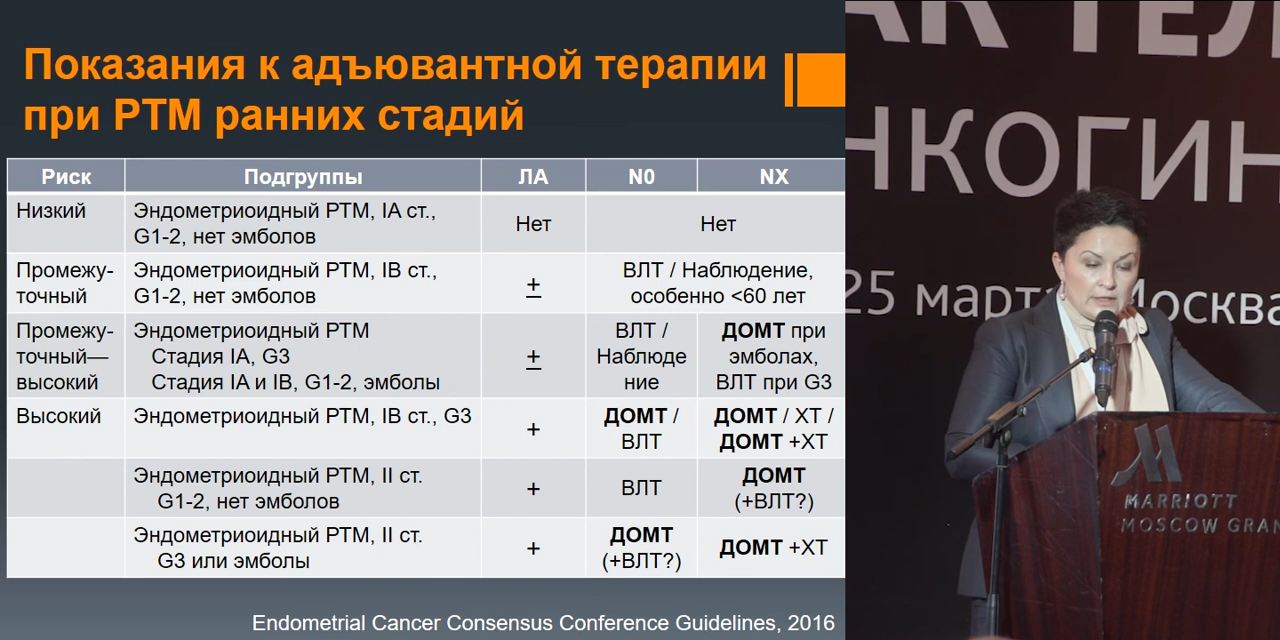 Показания к адъювантной терапии
при РТМ ранних стадий
Риск Подгруппы ЛА N0 NX
Низкий Эндометриоидный РТМ, IA ст.,
G1-2, нет эмболов Нет Нет
Промежу-
точный Эндометриоидный РТМ, IB ст.,
G1-2, нет эмболов + ВЛТ / Наблюдение,
особенно <60 лет
Промежу-
точный—
высокий Эндометриоидный РТМ
Стадия IA, G3
Стадия IA и IB, G1-2, эмболы + ВЛТ /
Наблюде
ние ДОМТ при
эмболах,
ВЛТ при G3
Высокий Эндометриоидный РТМ, IB ст., G3 + ДОМТ /
ВЛТ ДОМТ / ХТ /
ДОМТ +ХТ
Эндометриоидный РТМ, II ст.
G1-2, нет эмболов + ВЛТ ДОМТ
(+ВЛТ?)
Эндометриоидный РТМ, II ст.
G3 или эмболы + ДОМТ
(+ВЛТ?) ДОМТ +ХТ
Endometrial Cancer Consensus Conference Guidelines, 2016
АК ТЕЛ
НКОГИН
25 марта Москва
MARRIOTT
MOSCOW GRAN